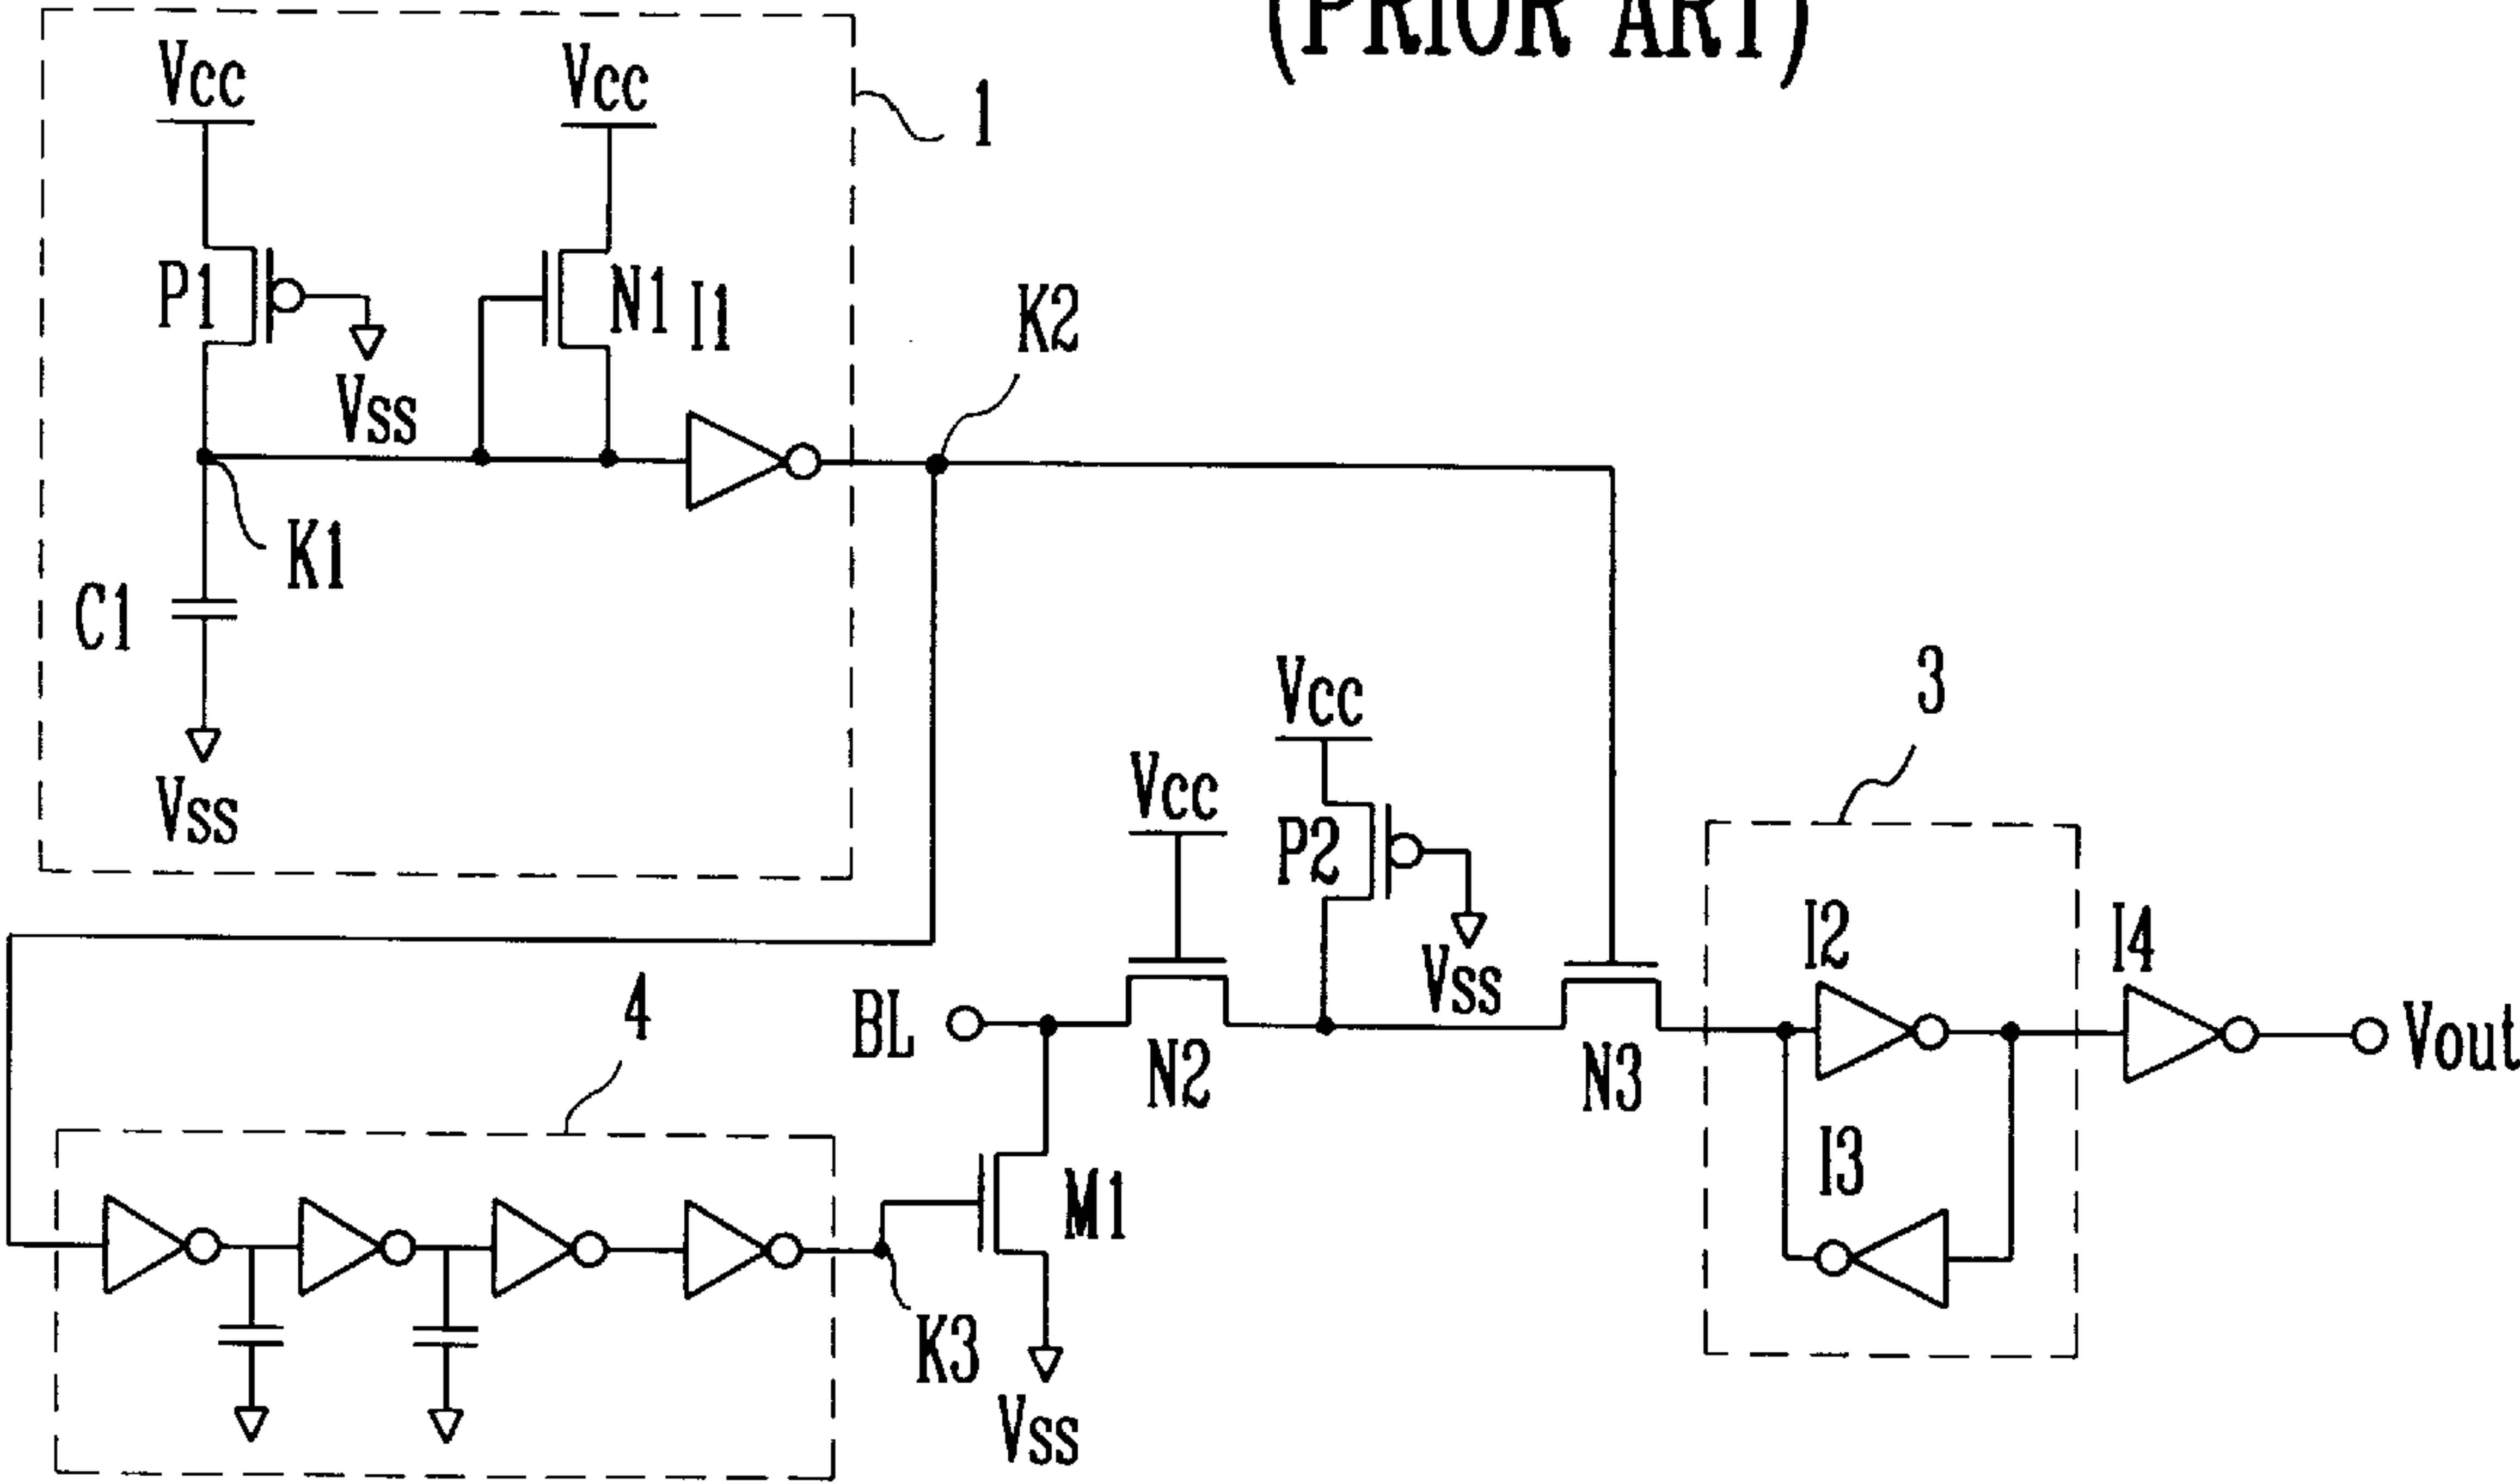 (PRIOR ART)
Vcc
Vcc
1
P1
N1
I1
K2
Vss
K1
C1
Vss
3
Vcc
Vcc
P2
I2
I4
Vss
4
BL
N2
N3
Vout
I3
M1
K3
Vss